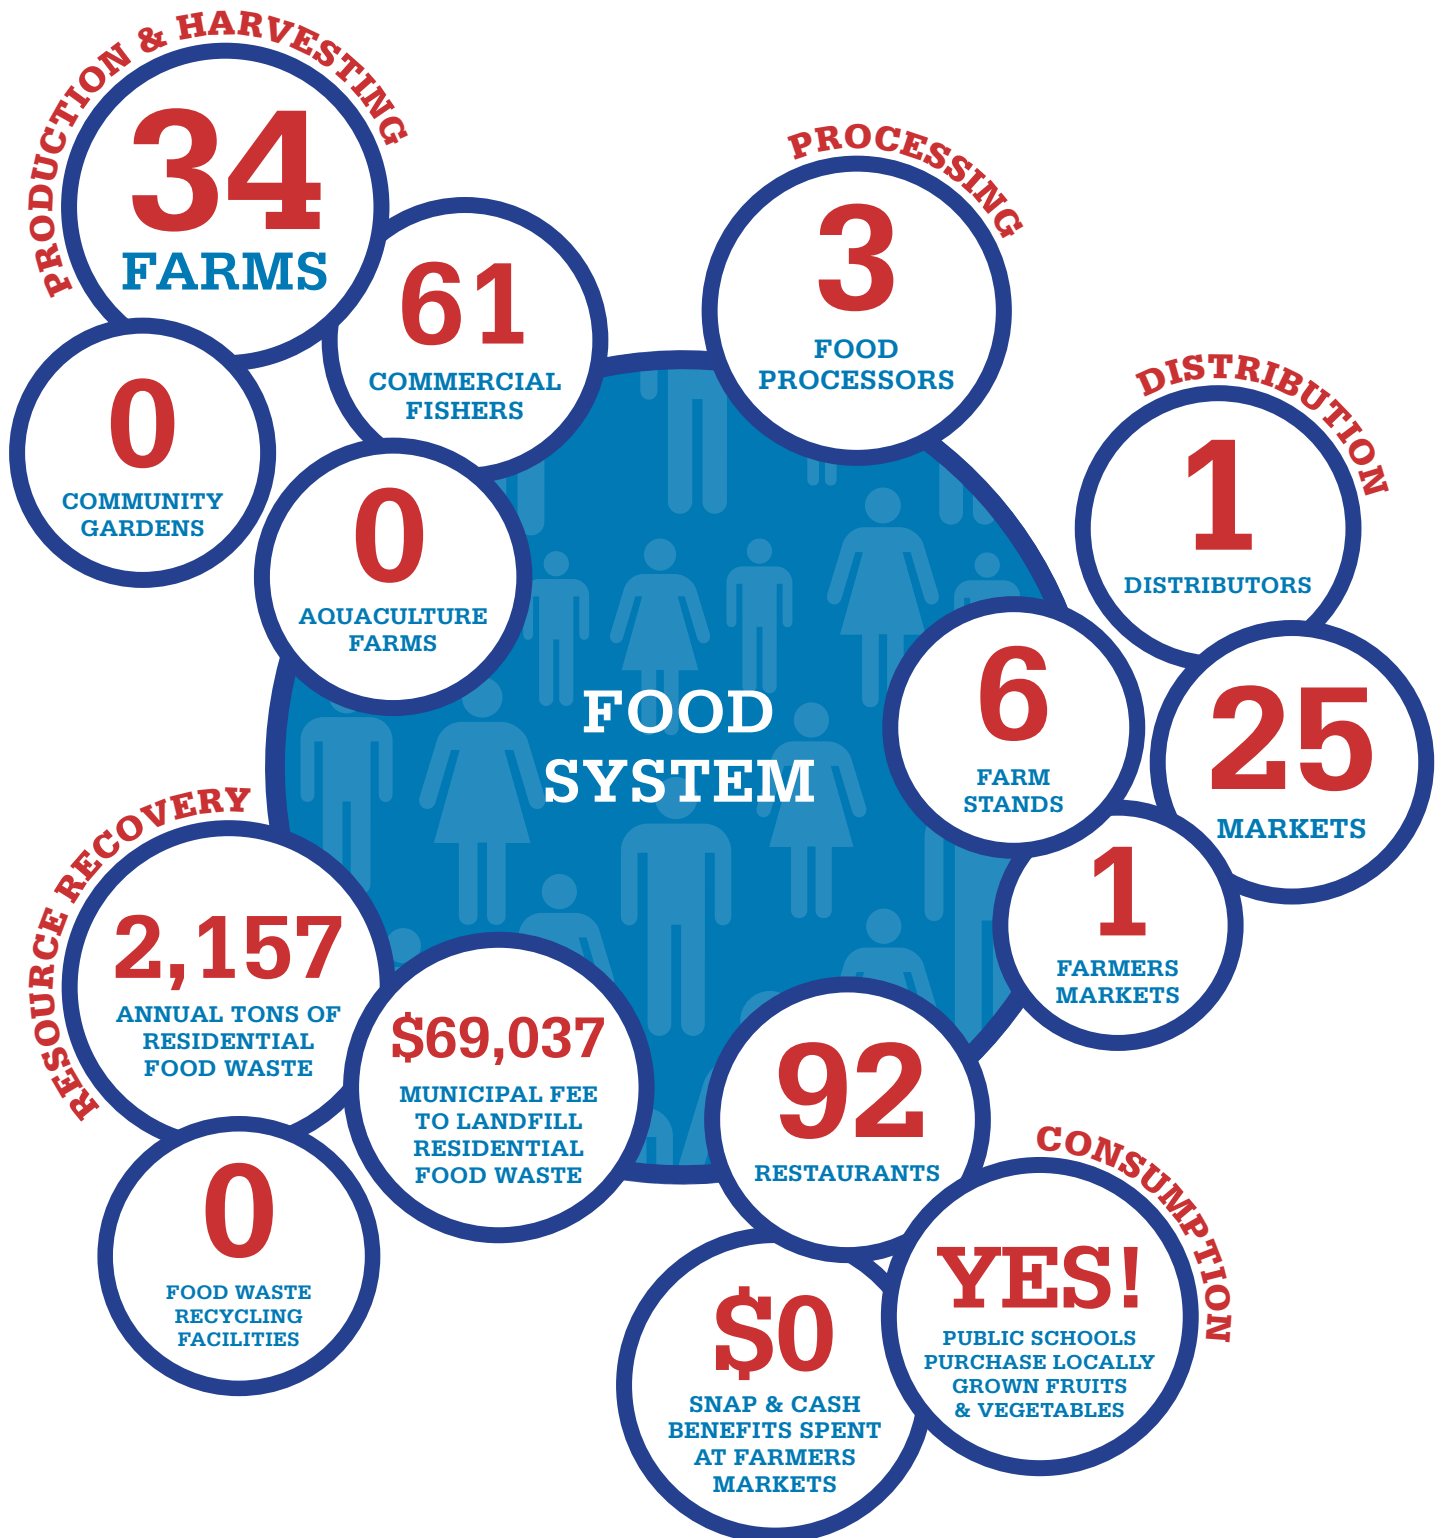 PRODUCTION & HARVESTING
34
FARMS
61
COMMERCIAL
FISHERS
0
COMMUNITY
GARDENS
0
AQUACULTURE
FARMS
PROCESSING
3
FOOD
PROCESSORS
DISTRIBUTION
1
DISTRIBUTORS
6
FARM
STANDS
25
MARKETS
1
FARMERS
MARKETS
FOOD
SYSTEM
RESOURCE RECOVERY
2,157
ANNUAL TONS OF
RESIDENTIAL
FOOD WASTE
$69,037
MUNICIPAL FEE
TO LANDFILL
RESIDENTIAL
FOOD WASTE
0
FOOD WASTE
RECYCLING
FACILITIES
92
RESTAURANTS
CONSUMPTION
YES!
PUBLIC SCHOOLS
PURCHASE LOCALLY
GROWN FRUITS
& VEGETABLES
$0
SNAP & CASH
BENEFITS SPENT
AT FARMERS
MARKETS